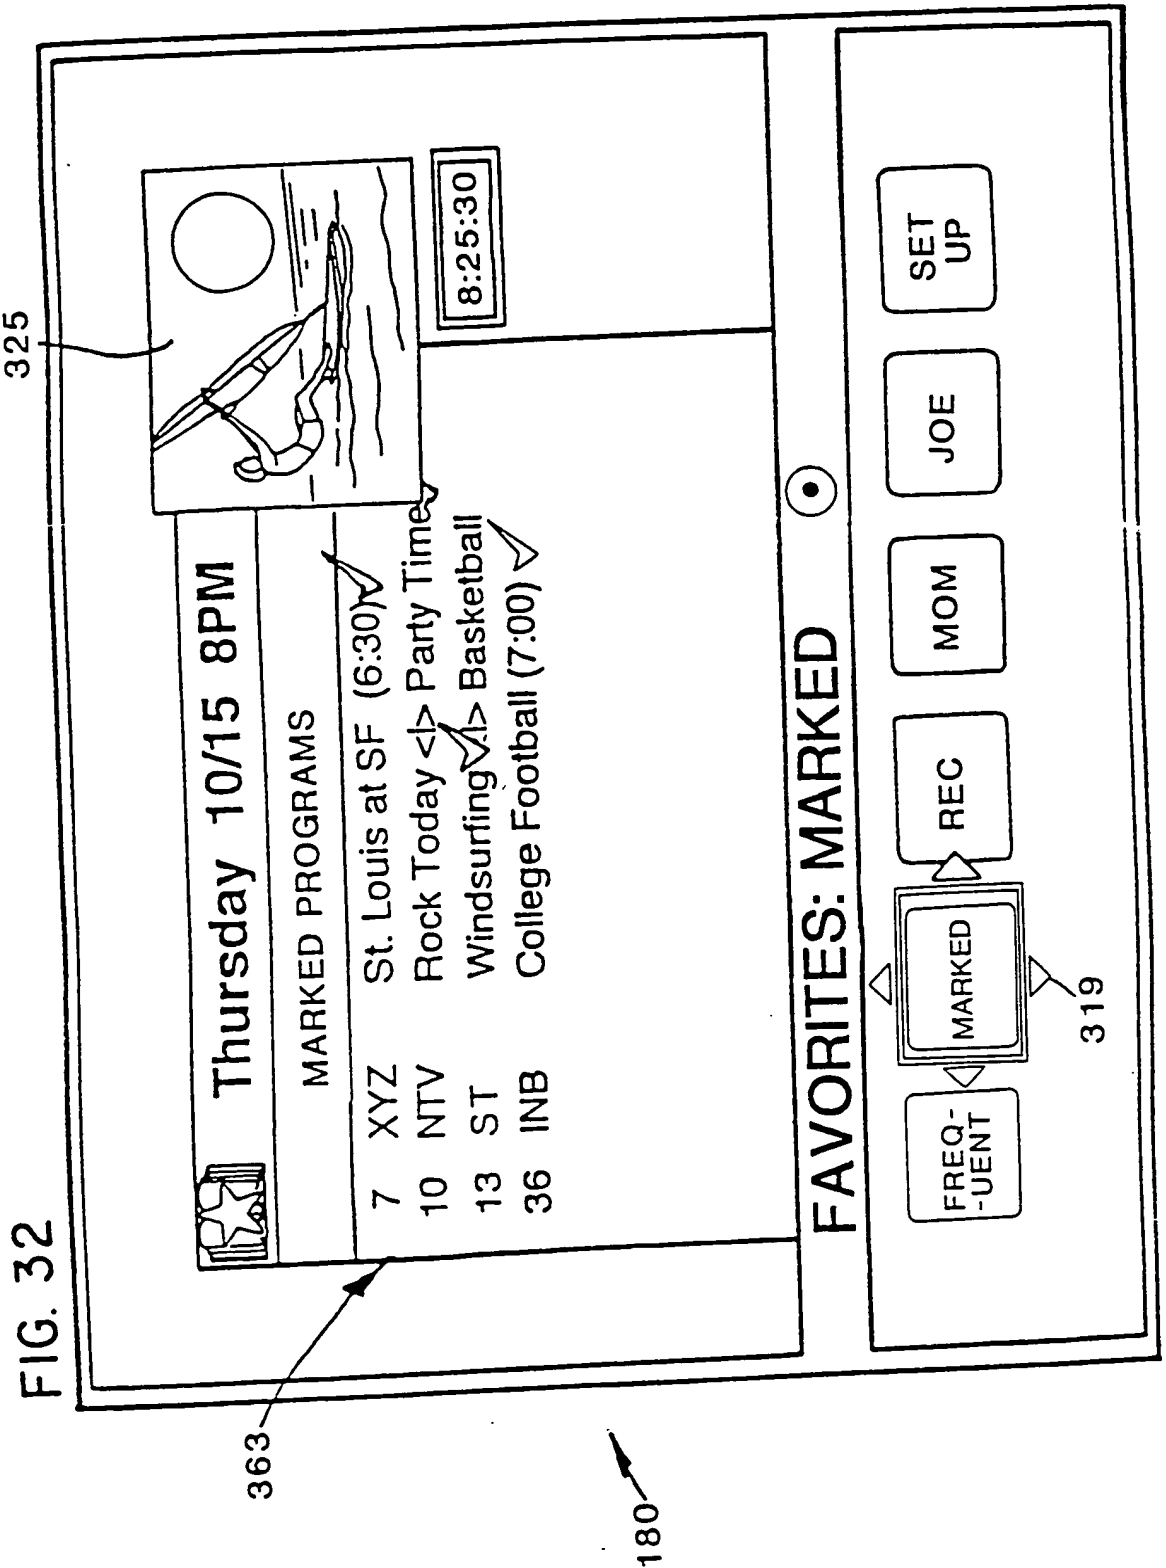 FIG. 32
325
Thursday 10/15 8PM
MARKED PROGRAMS
7 XYZ St. Louis at SF (6:30)
10 NTV Rock Today <I> Party Time
13 ST Windsurfing <I> Basketball
36 INB College Football (7:00)
8:25:30
363
180
FAVORITES: MARKED
FREQ-
-UENT
MARKED
REC
MOM
JOE
SET
UP
319